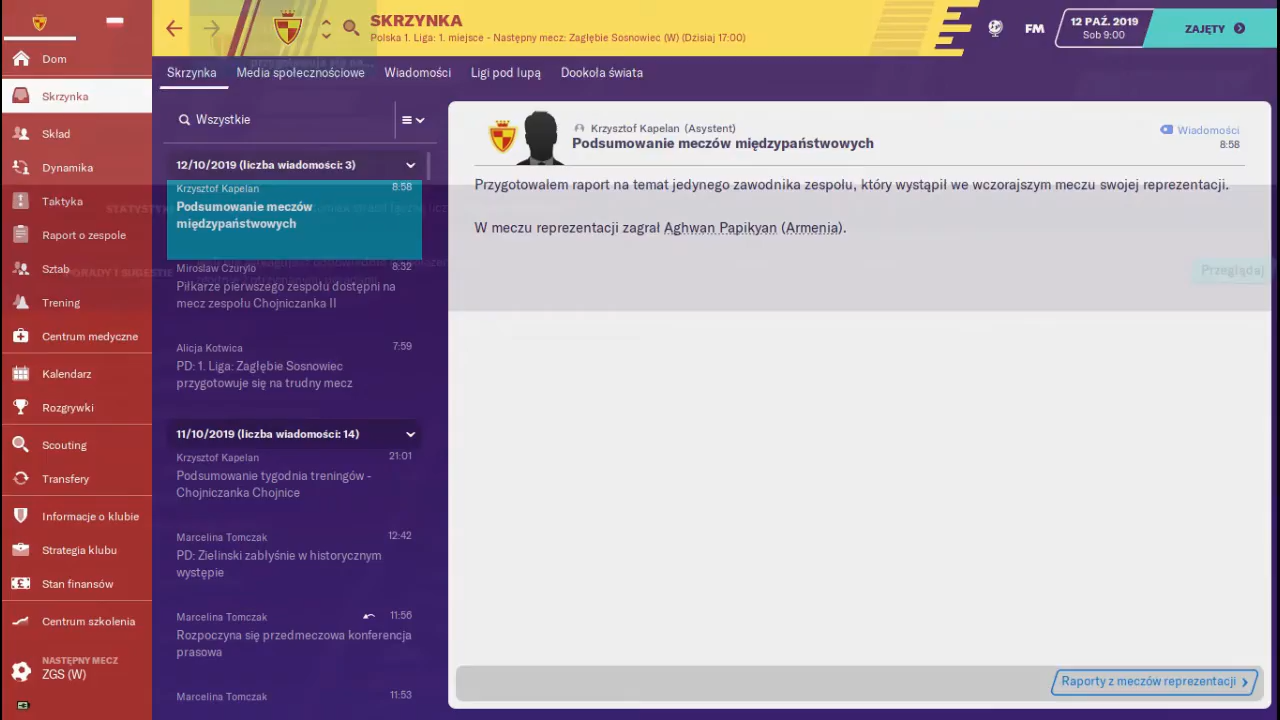 SKRZYNKA
Polska 1. Liga: 1. miejsce - Następny mecz: Zagłębie Sosnowiec (W) (Dzisiaj 17:00)
FM
12 PAŹ. 2019
Sob 9:00
ZAJĘTY
Dom
Skrzynka
Skład
Dynamika
Taktyka
Raport o zespole
Sztab
Trening
Centrum medyczne
Kalendarz
Rozgrywki
Scouting
Transfery
Informacje o klubie
Strategia klubu
Stan finansów
Centrum szkolenia
NASTĘPNY MECZ
ZGS (W)
Skrzynka
Media społecznościowe
Wiadomości
Ligi pod lupą
Dookoła świata
Wszystkie
12/10/2019 (liczba wiadomości: 3)
Krzysztof Kapelan 8:58
Podsumowanie meczów
międzypaństwowych
PORADY I SUGESTIE
Mirosław Czuryło 8:32
Piłkarze pierwszego zespołu dostępni na
mecz zespołu Chojniczanka II
Alicja Kotwica 7:59
PD: 1. Liga: Zagłębie Sosnowiec
przygotowuje się na trudny mecz
11/10/2019 (liczba wiadomości: 14)
Krzysztof Kapelan 21:01
Podsumowanie tygodnia treningów -
Chojniczanka Chojnice
Marcelina Tomczak 12:42
PD: Zielinski zabłyśnie w historycznym
występie
Marcelina Tomczak 11:56
Rozpoczyna się przedmeczowa konferencja
prasowa
Marcelina Tomczak 11:53
Krzysztof Kapelan (Asystent)
Podsumowanie meczów międzypaństwowych
Wiadomości
8:58
Przygotowałem raport na temat jedynego zawodnika zespołu, który wystąpił we wczorajszym meczu swojej reprezentacji.
W meczu reprezentacji zagrał Aghwan Papikyan (Armenia).
Przeglądaj
Raporty z meczów reprezentacji